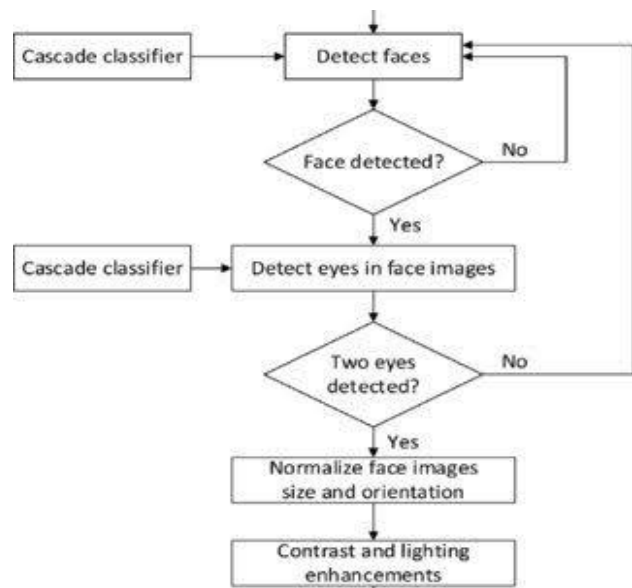 Cascade classifier
Detect faces
Face detected?
No
Yes
Cascade classifier
Detect eyes in face images
Two eyes
detected?
No
Yes
Normalize face images
size and orientation
Contrast and lighting
enhancements